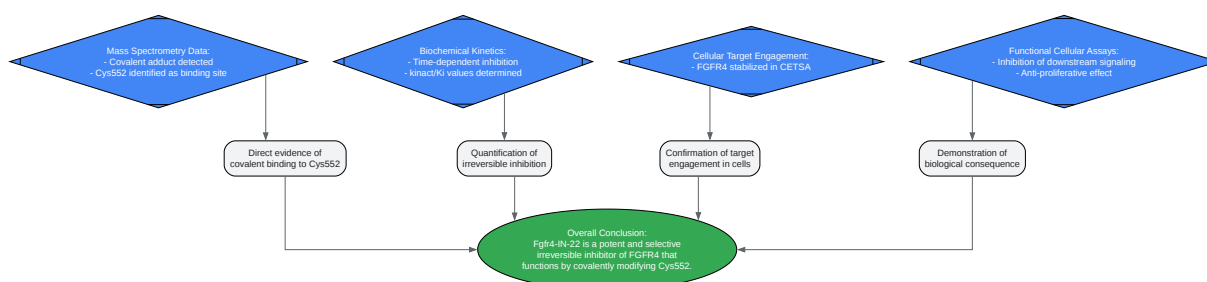 Mass Spectrometry Data:
- Covalent adduct detected
- Cys552 identified as binding site
Biochemical Kinetics:
- Time-dependent inhibition
- kinact/Ki values determined
Cellular Target Engagement:
- FGFR4 stabilized in CETSA
Functional Cellular Assays:
- Inhibition of downstream signaling
- Anti-proliferative effect
Direct evidence of
covalent binding to Cys552
Quantification of
irreversible inhibition
Confirmation of target
engagement in cells
Demonstration of
biological consequence
Overall Conclusion:
Fgfr4-IN-22 is a potent and selective
irreversible inhibitor of FGFR4 that
functions by covalently modifying Cys552.